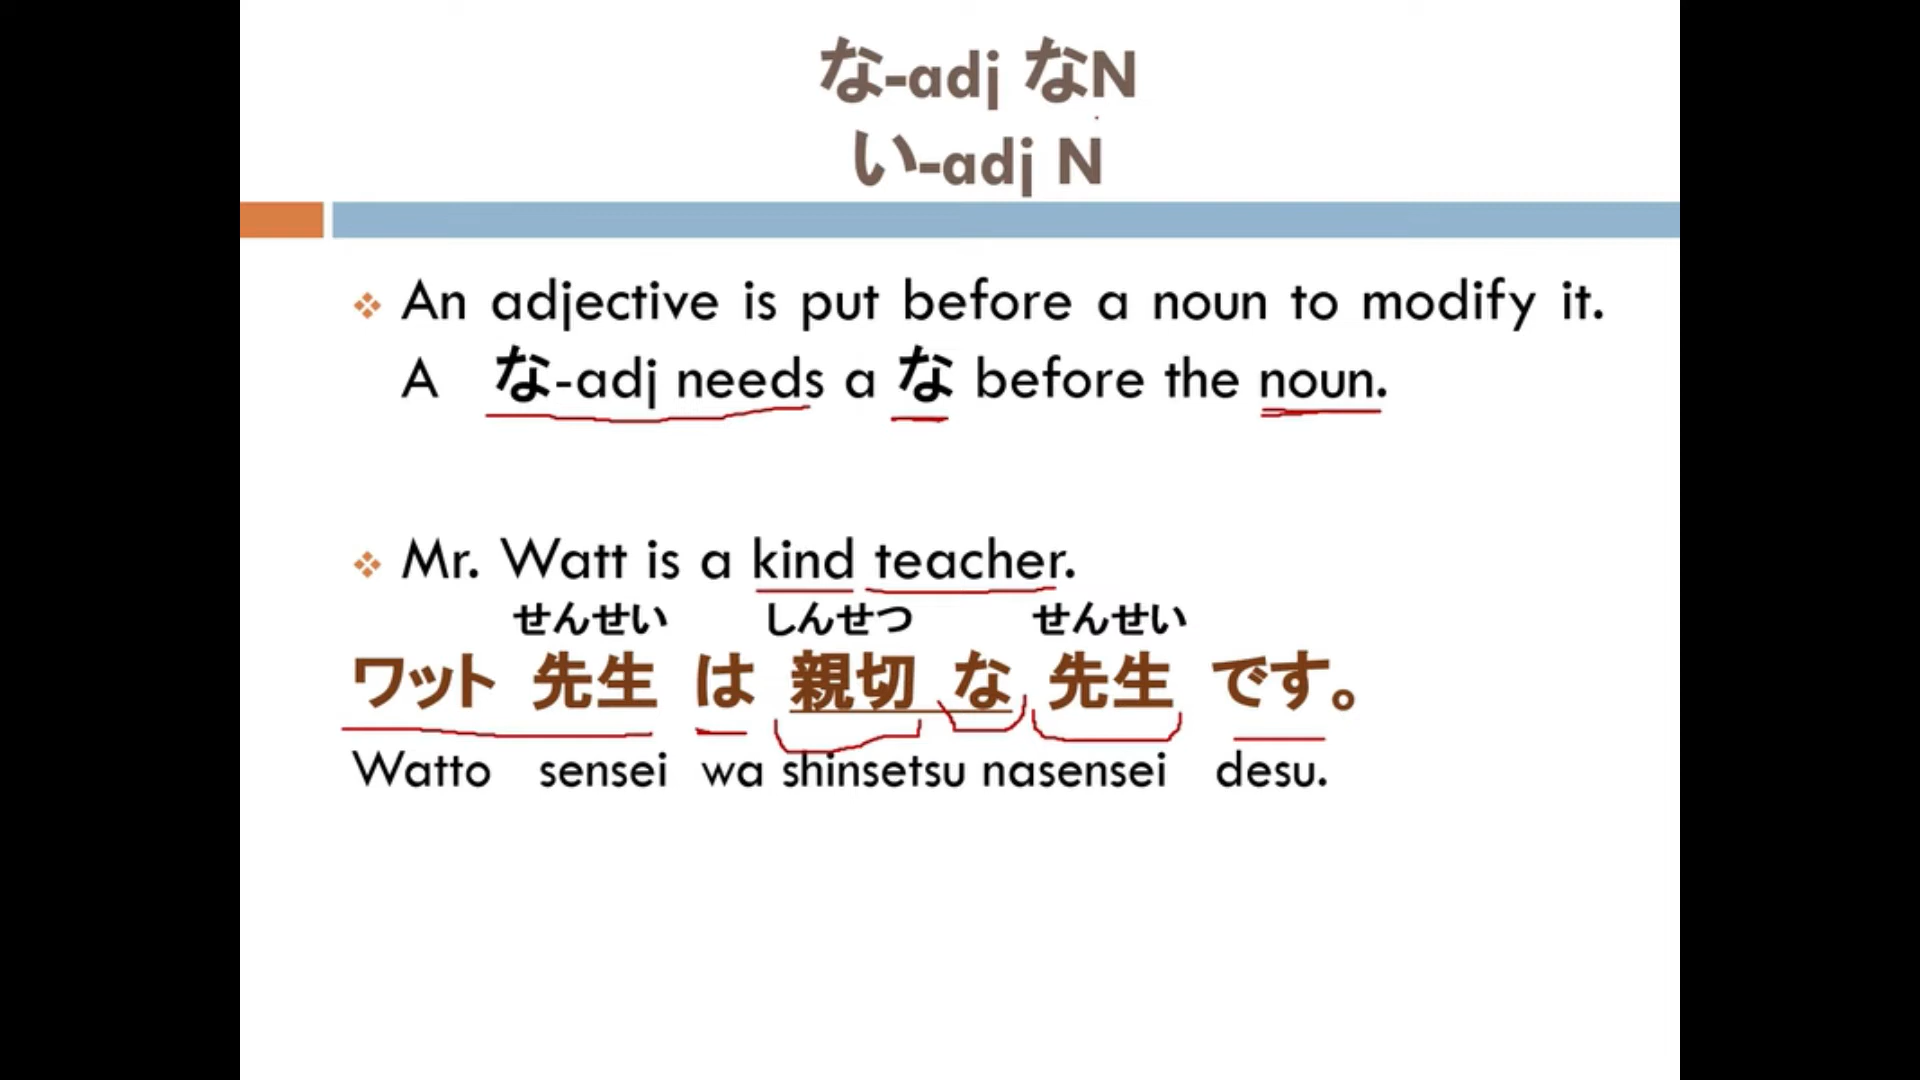 な-adj なN
い-adj N
An adjective is put before a noun to modify it.
A な-adj needs a な before the noun.
Mr. Watt is a kind teacher.
せんせい しんせつ せんせい
ワット 先生 は 親切 な 先生 です。
Watto sensei wa shinsetsu nasensei desu.